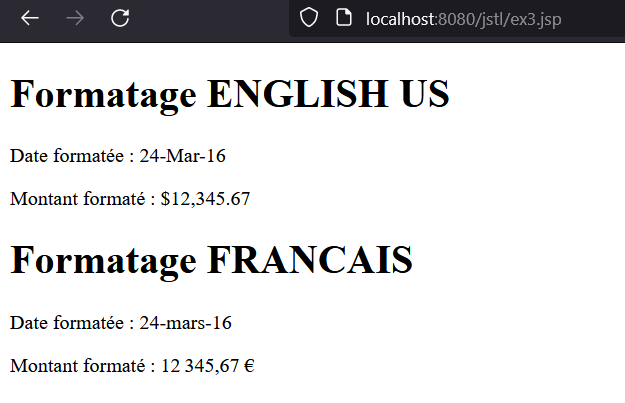 localhost:8080/jstl/ex3.jsp
Formatage ENGLISH US
Date formatée : 24-Mar-16
Montant formaté : $12,345.67
Formatage FRANCAIS
Date formatée : 24-mars-16
Montant formaté : 12 345,67 €